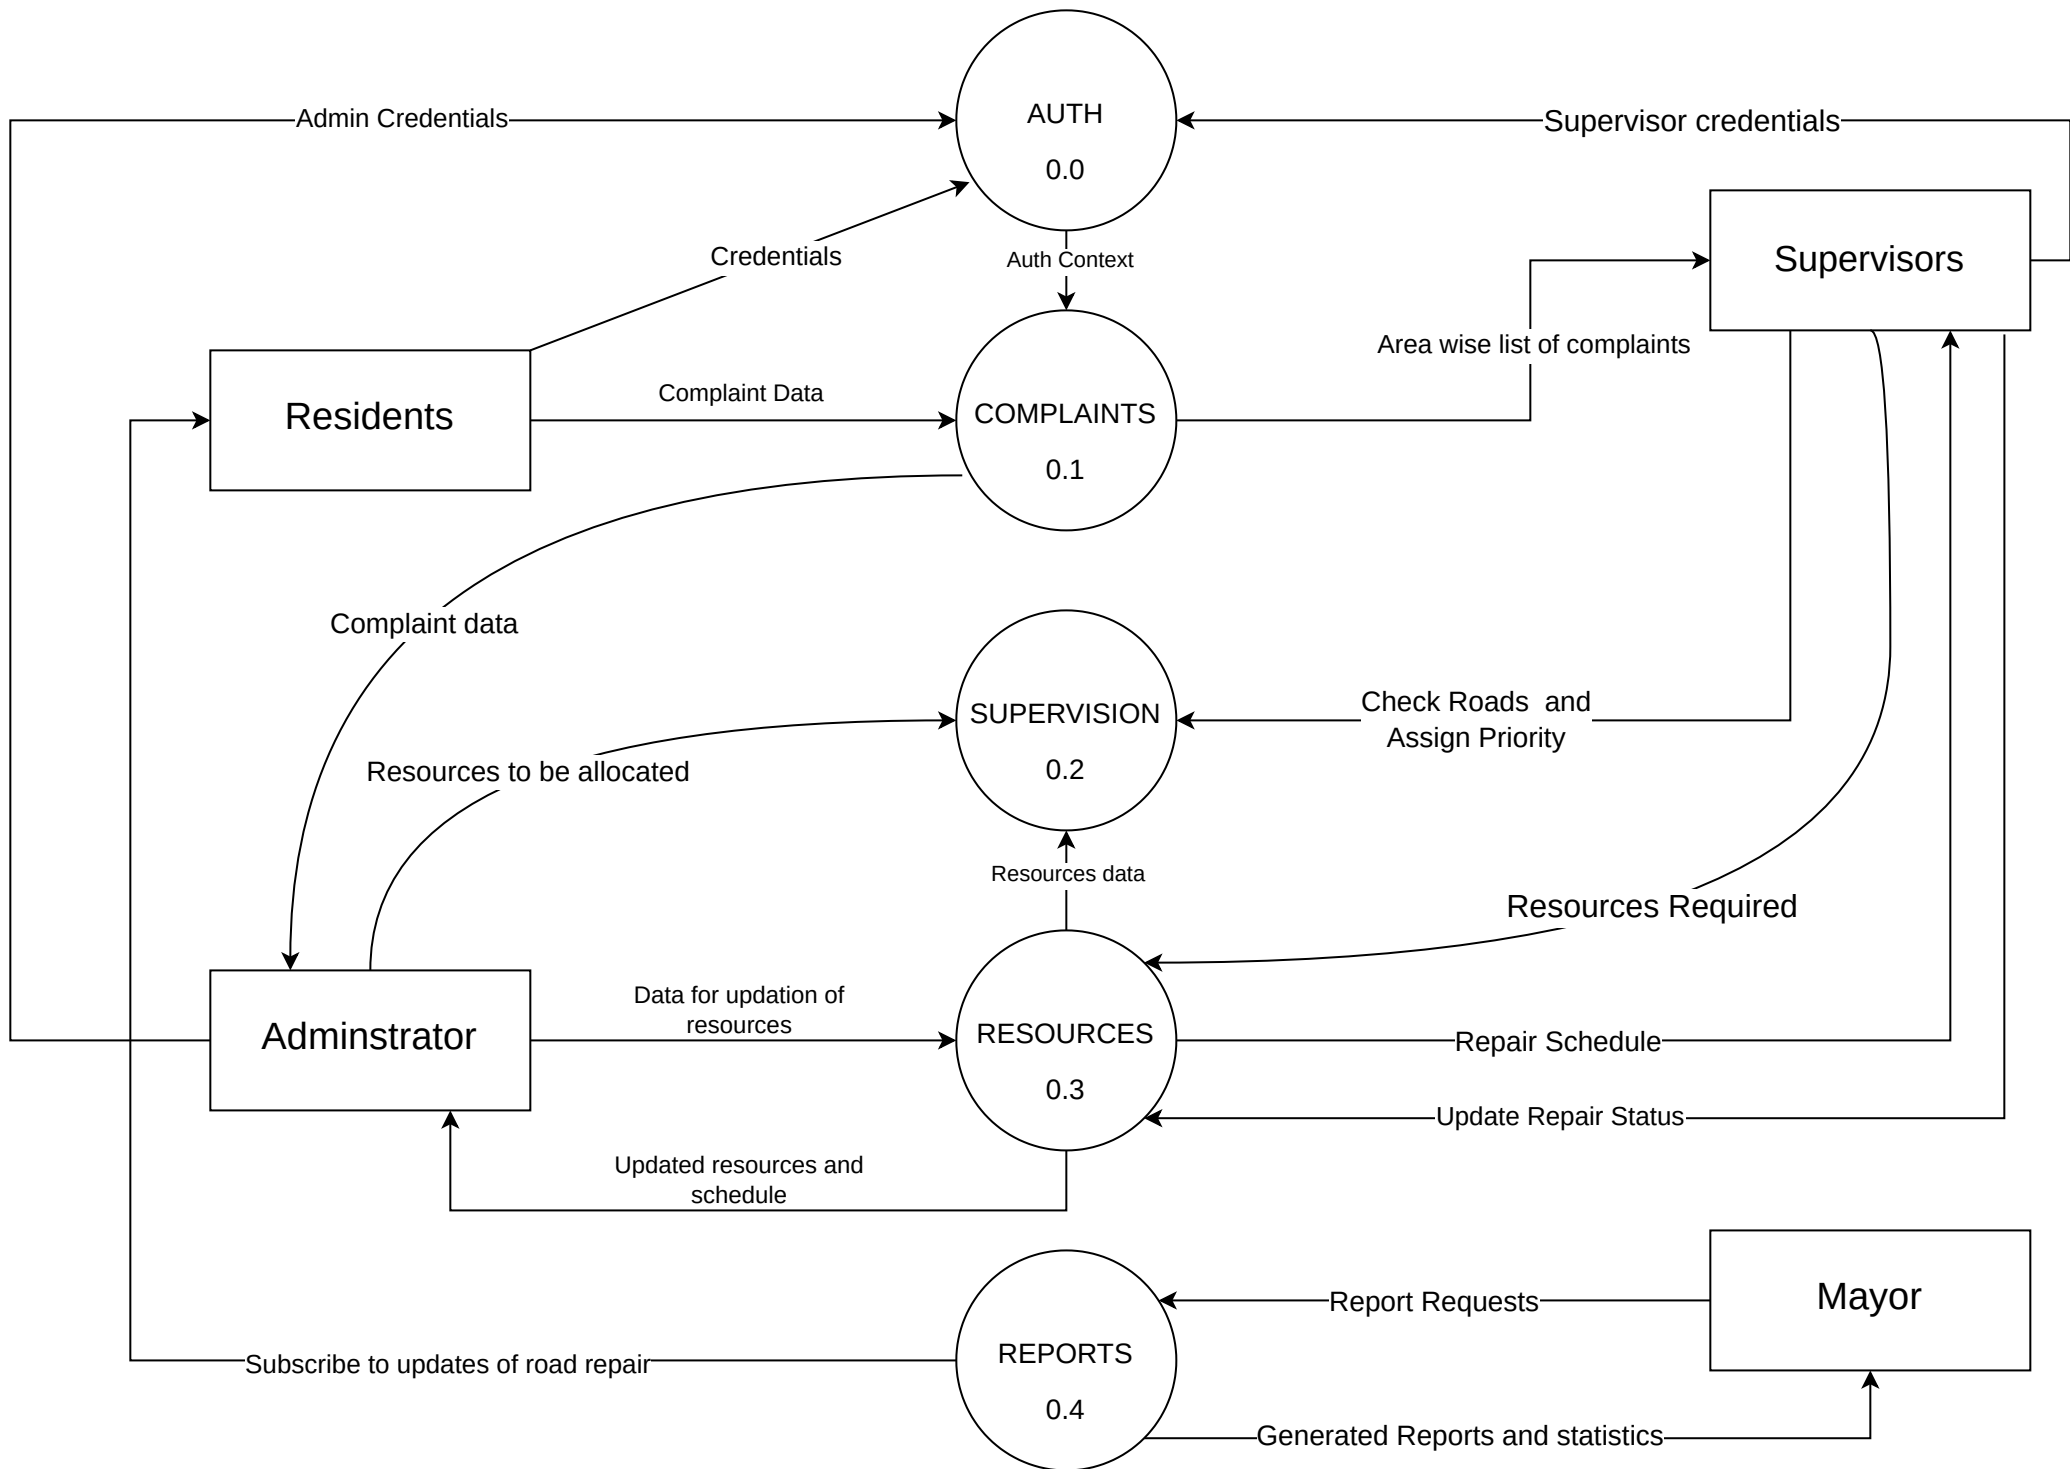 AUTH
0.0
Admin Credentials
Supervisor credentials
Credentials
Auth Context
Supervisors
Area wise list of complaints
Residents
Complaint Data
COMPLAINTS
0.1
Complaint data
SUPERVISION
0.2
Check Roads  and
Assign Priority
Resources to be allocated
Resources data
Resources Required
Adminstrator
Data for updation of
resources
RESOURCES
0.3
Repair Schedule
Update Repair Status
Updated resources and
schedule
Mayor
Report Requests
REPORTS
0.4
Subscribe to updates of road repair
Generated Reports and statistics